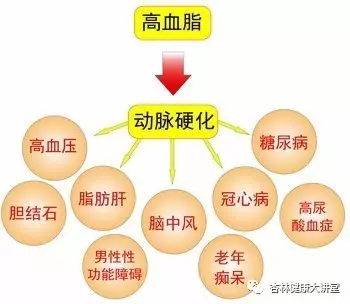 高血脂
动脉硬化
高血压
糖尿病
胆结石
脂肪肝
脑中风
冠心病
高尿
酸血症
男性性
功能障碍
老年
痴呆
杏林健康大讲堂